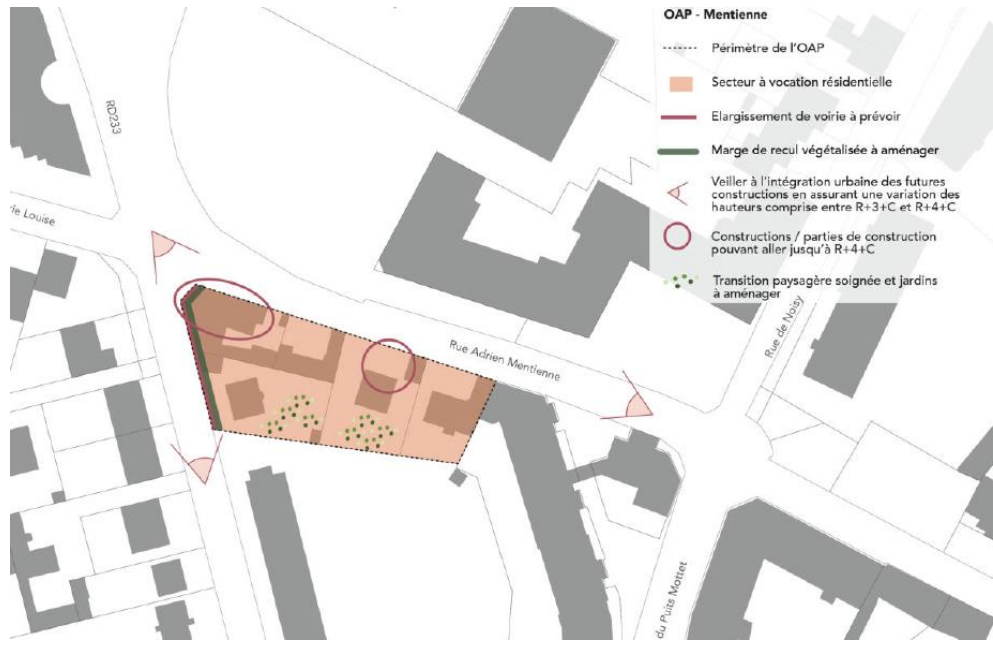 OAP - Mentienne
Périmètre de l'OAP
Secteur à vocation résidentielle
Elargissement de voirie à prévoir
Marge de recul végétalisée à aménager
Veiller à l'intégration urbaine des futures
constructions en assurant une variation des
hauteurs comprise entre R+3+C et R+4+C
Constructions / parties de construction
pouvant aller jusqu'à R+4+C
Transition paysagère soignée et jardins
à aménager
RD233
rie Louise
Rue Adrien Mentienne
Rue de Noisy
du Puits Mottet